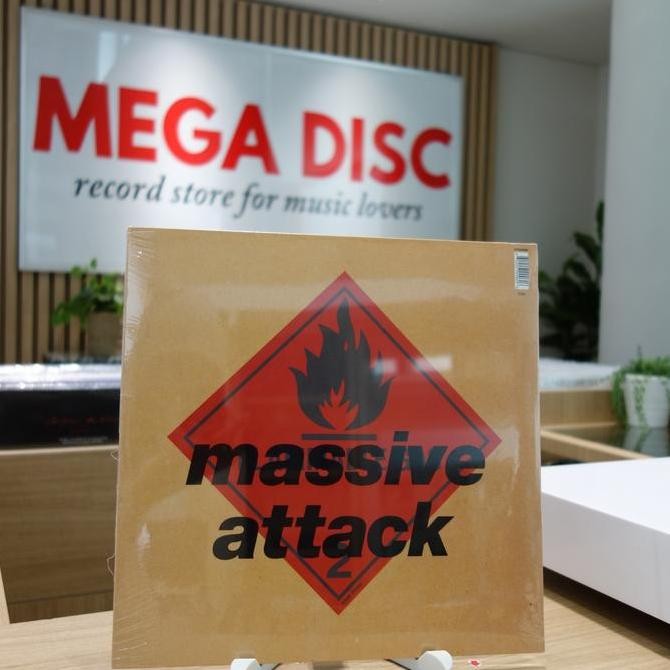 MEGA DISC
record store for music lovers
massive
attack
2